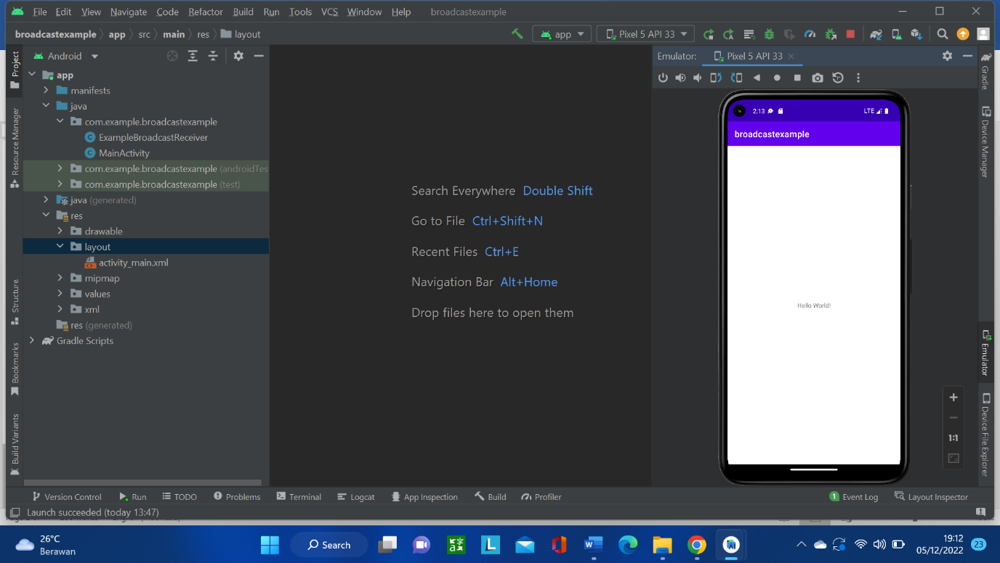 File Edit View Navigate Code Refactor Build Run Tools VCS Window Help broadcastexample
broadcastexample app src main res layout
app Pixel 5 API 33
Project
Resource Manager
Structure
Bookmarks
Build Variants
Android
app
manifests
java
com.example.broadcastexample
ExampleBroadcastReceiver
MainActivity
com.example.broadcastexample (androidTes
com.example.broadcastexample (test)
java (generated)
res
drawable
layout
activity_main.xml
mipmap
values
xml
res (generated)
Gradle Scripts
Search Everywhere Double Shift
Go to File Ctrl+Shift+N
Recent Files Ctrl+E
Navigation Bar Alt+Home
Drop files here to open them
Emulator: Pixel 5 API 33
2:13 LTE
broadcastexample
Hello World!
1:1
Gradle
Device Manager
Emulator
Device File Explorer
Version Control Run TODO Problems Terminal Logcat App Inspection Build Profiler 1 Event Log Layout Inspector
Launch succeeded (today 13:47)
26°C
Berawan
Search
19:12
05/12/2022
23